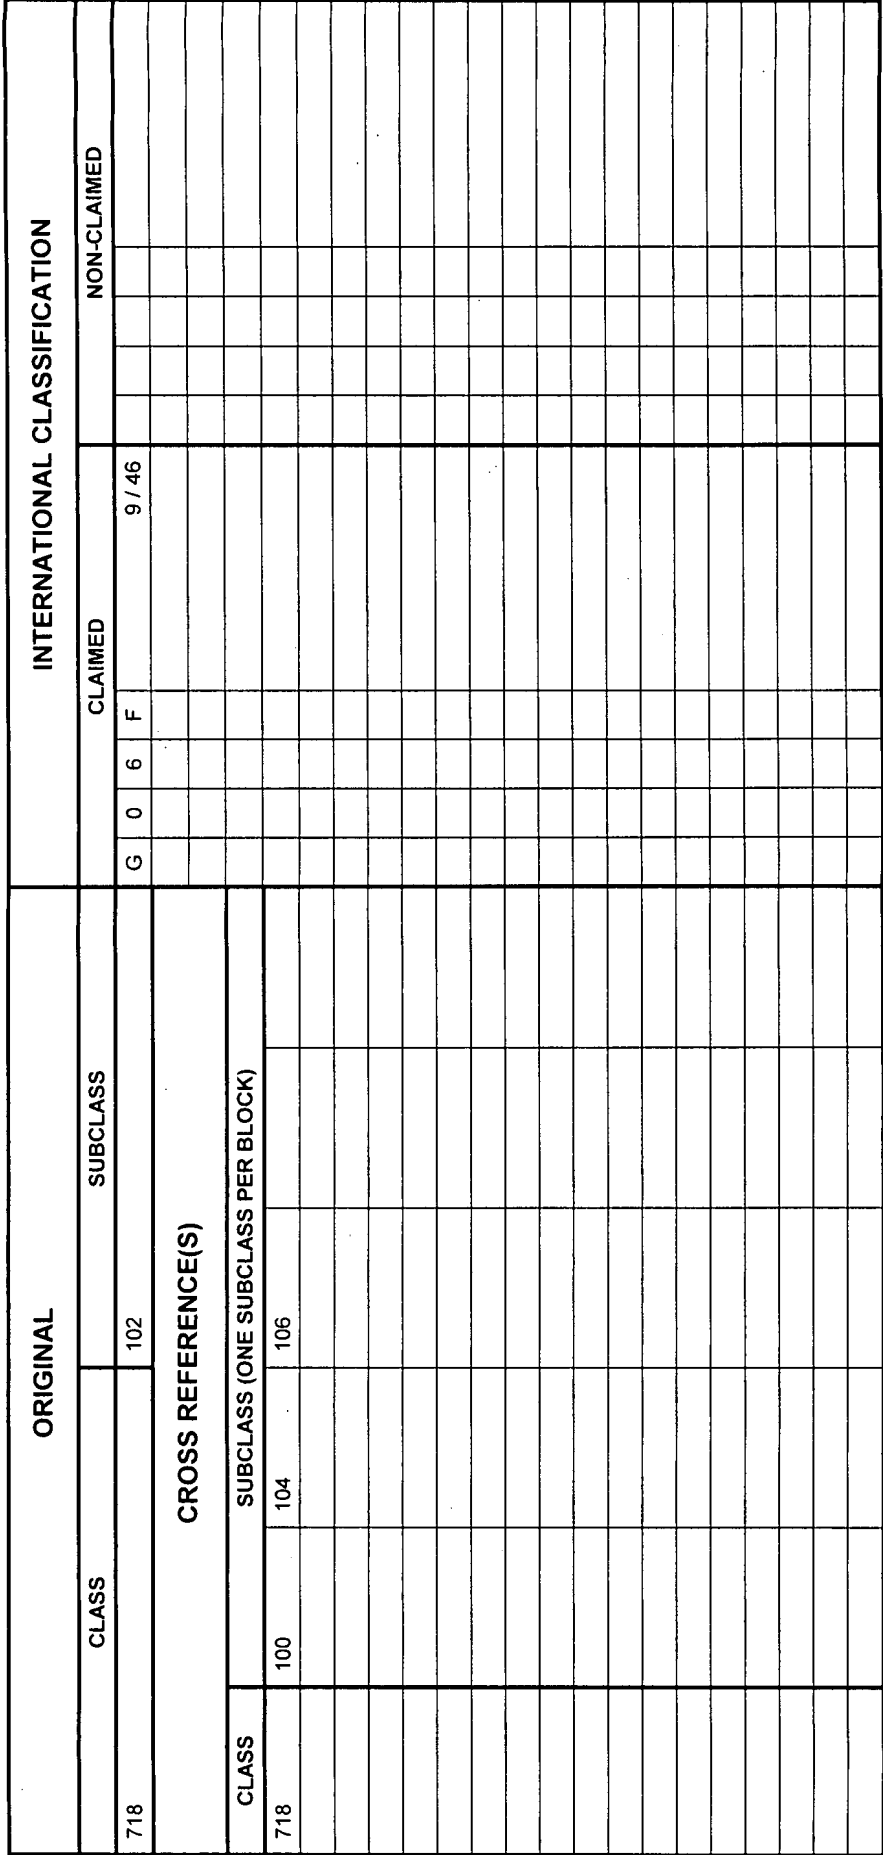 ORIGINAL
INTERNATIONAL CLASSIFICATION
CLASS
SUBCLASS
CLAIMED
NON-CLAIMED
718
102
G 0 6 F 9 / 46
CROSS REFERENCE(S)
CLASS
SUBCLASS (ONE SUBCLASS PER BLOCK)
718
100
104
106